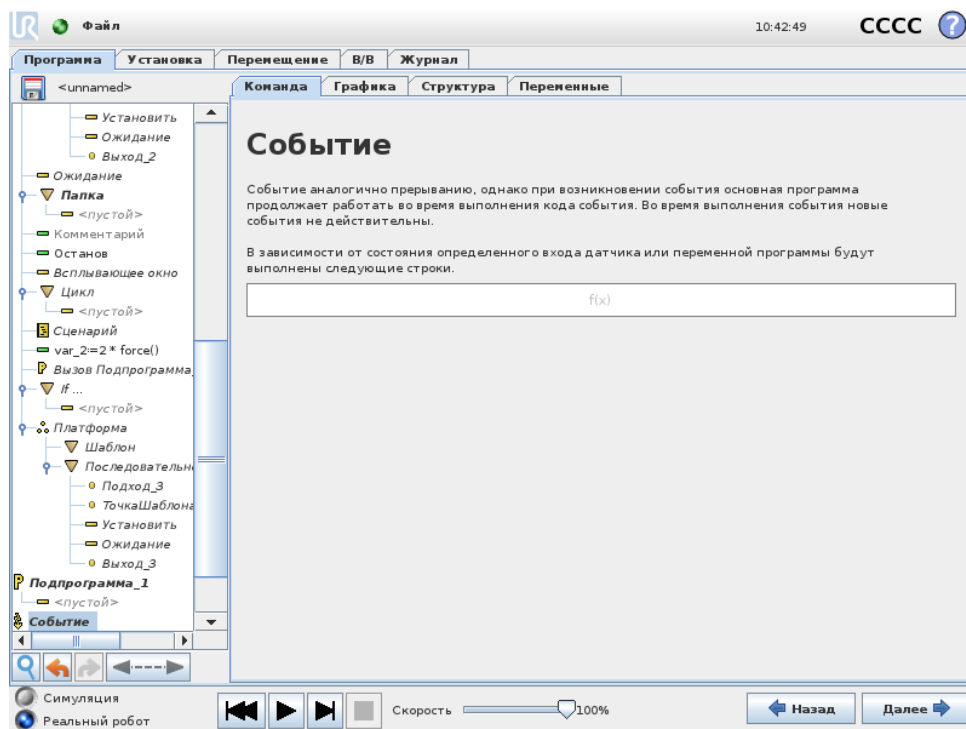 UR
Файл
10:42:49
CCCC
?
Программа
Установка
Перемещение
В/В
Журнал
<unnamed>
Команда
Графика
Структура
Переменные
Установить
Ожидание
Выход_2
Ожидание
Папка
<пустой>
Комментарий
Останов
Всплывающее окно
Цикл
<пустой>
Сценарий
var_2:=2 * force()
Вызов Подпрограмма_
If ...
<пустой>
Платформа
Шаблон
Последовательн
Подход_3
ТочкаШаблона
Установить
Ожидание
Выход_3
Подпрограмма_1
<пустой>
Событие
Событие
Событие аналогично прерыванию, однако при возникновении события основная программа
продолжает работать во время выполнения кода события. Во время выполнения события новые
события не действительны.
В зависимости от состояния определенного входа датчика или переменной программы будут
выполнены следующие строки.
f(x)
Симуляция
Реальный робот
Скорость
100%
Назад
Далее